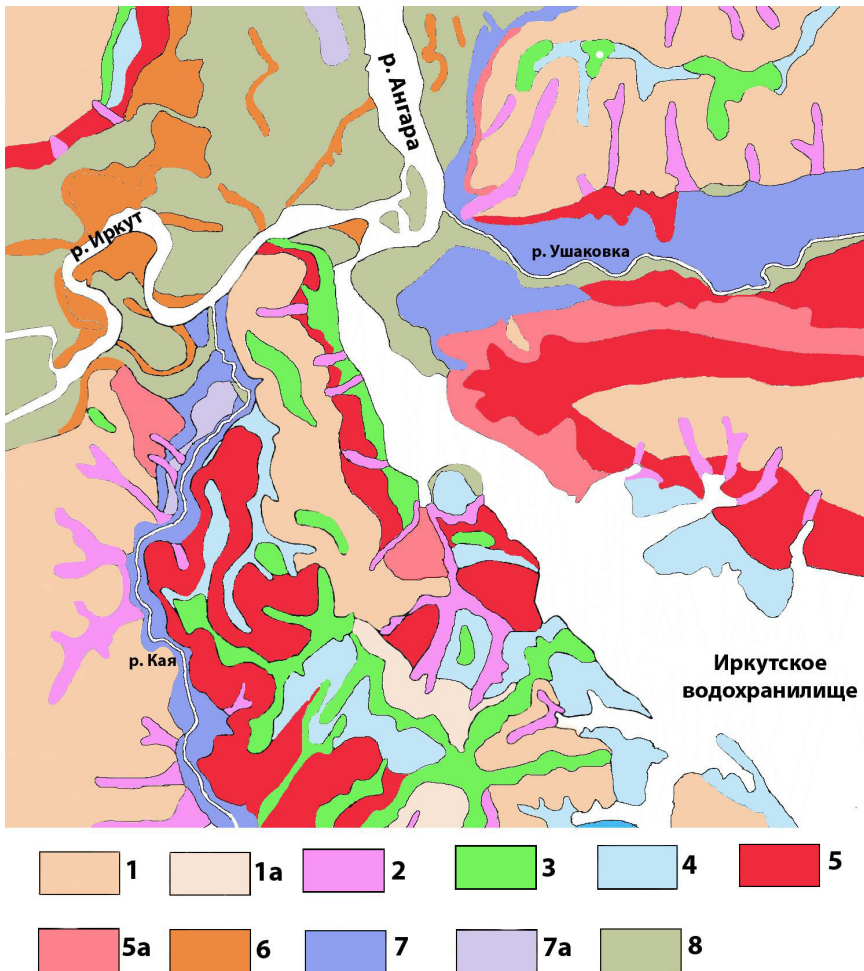 р. Ангара
р. Иркут
р. Ушаковка
р. Кая
Иркутское
водохранилище
1
1а
2
3
4
5
5а
6
7
7а
8